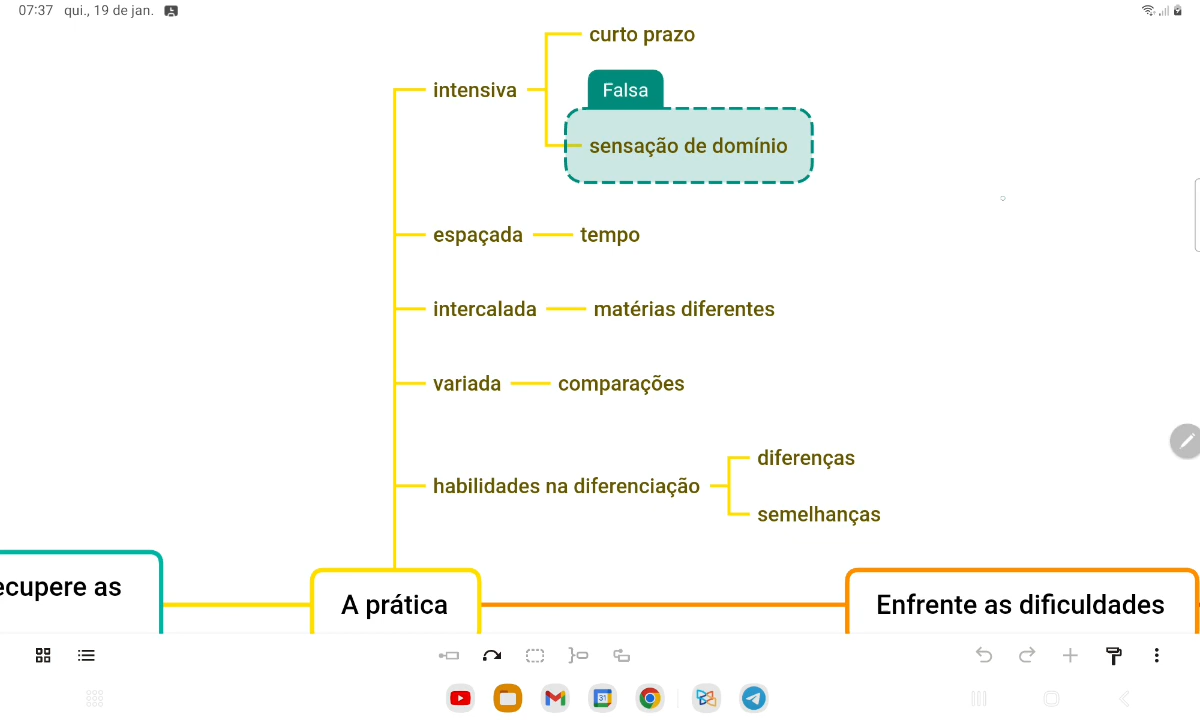 07:37 qui., 19 de jan.
curto prazo
intensiva
Falsa
sensação de domínio
espaçada
tempo
intercalada
matérias diferentes
variada
comparações
habilidades na diferenciação
diferenças
semelhanças
ecupere as
A prática
Enfrente as dificuldades
31